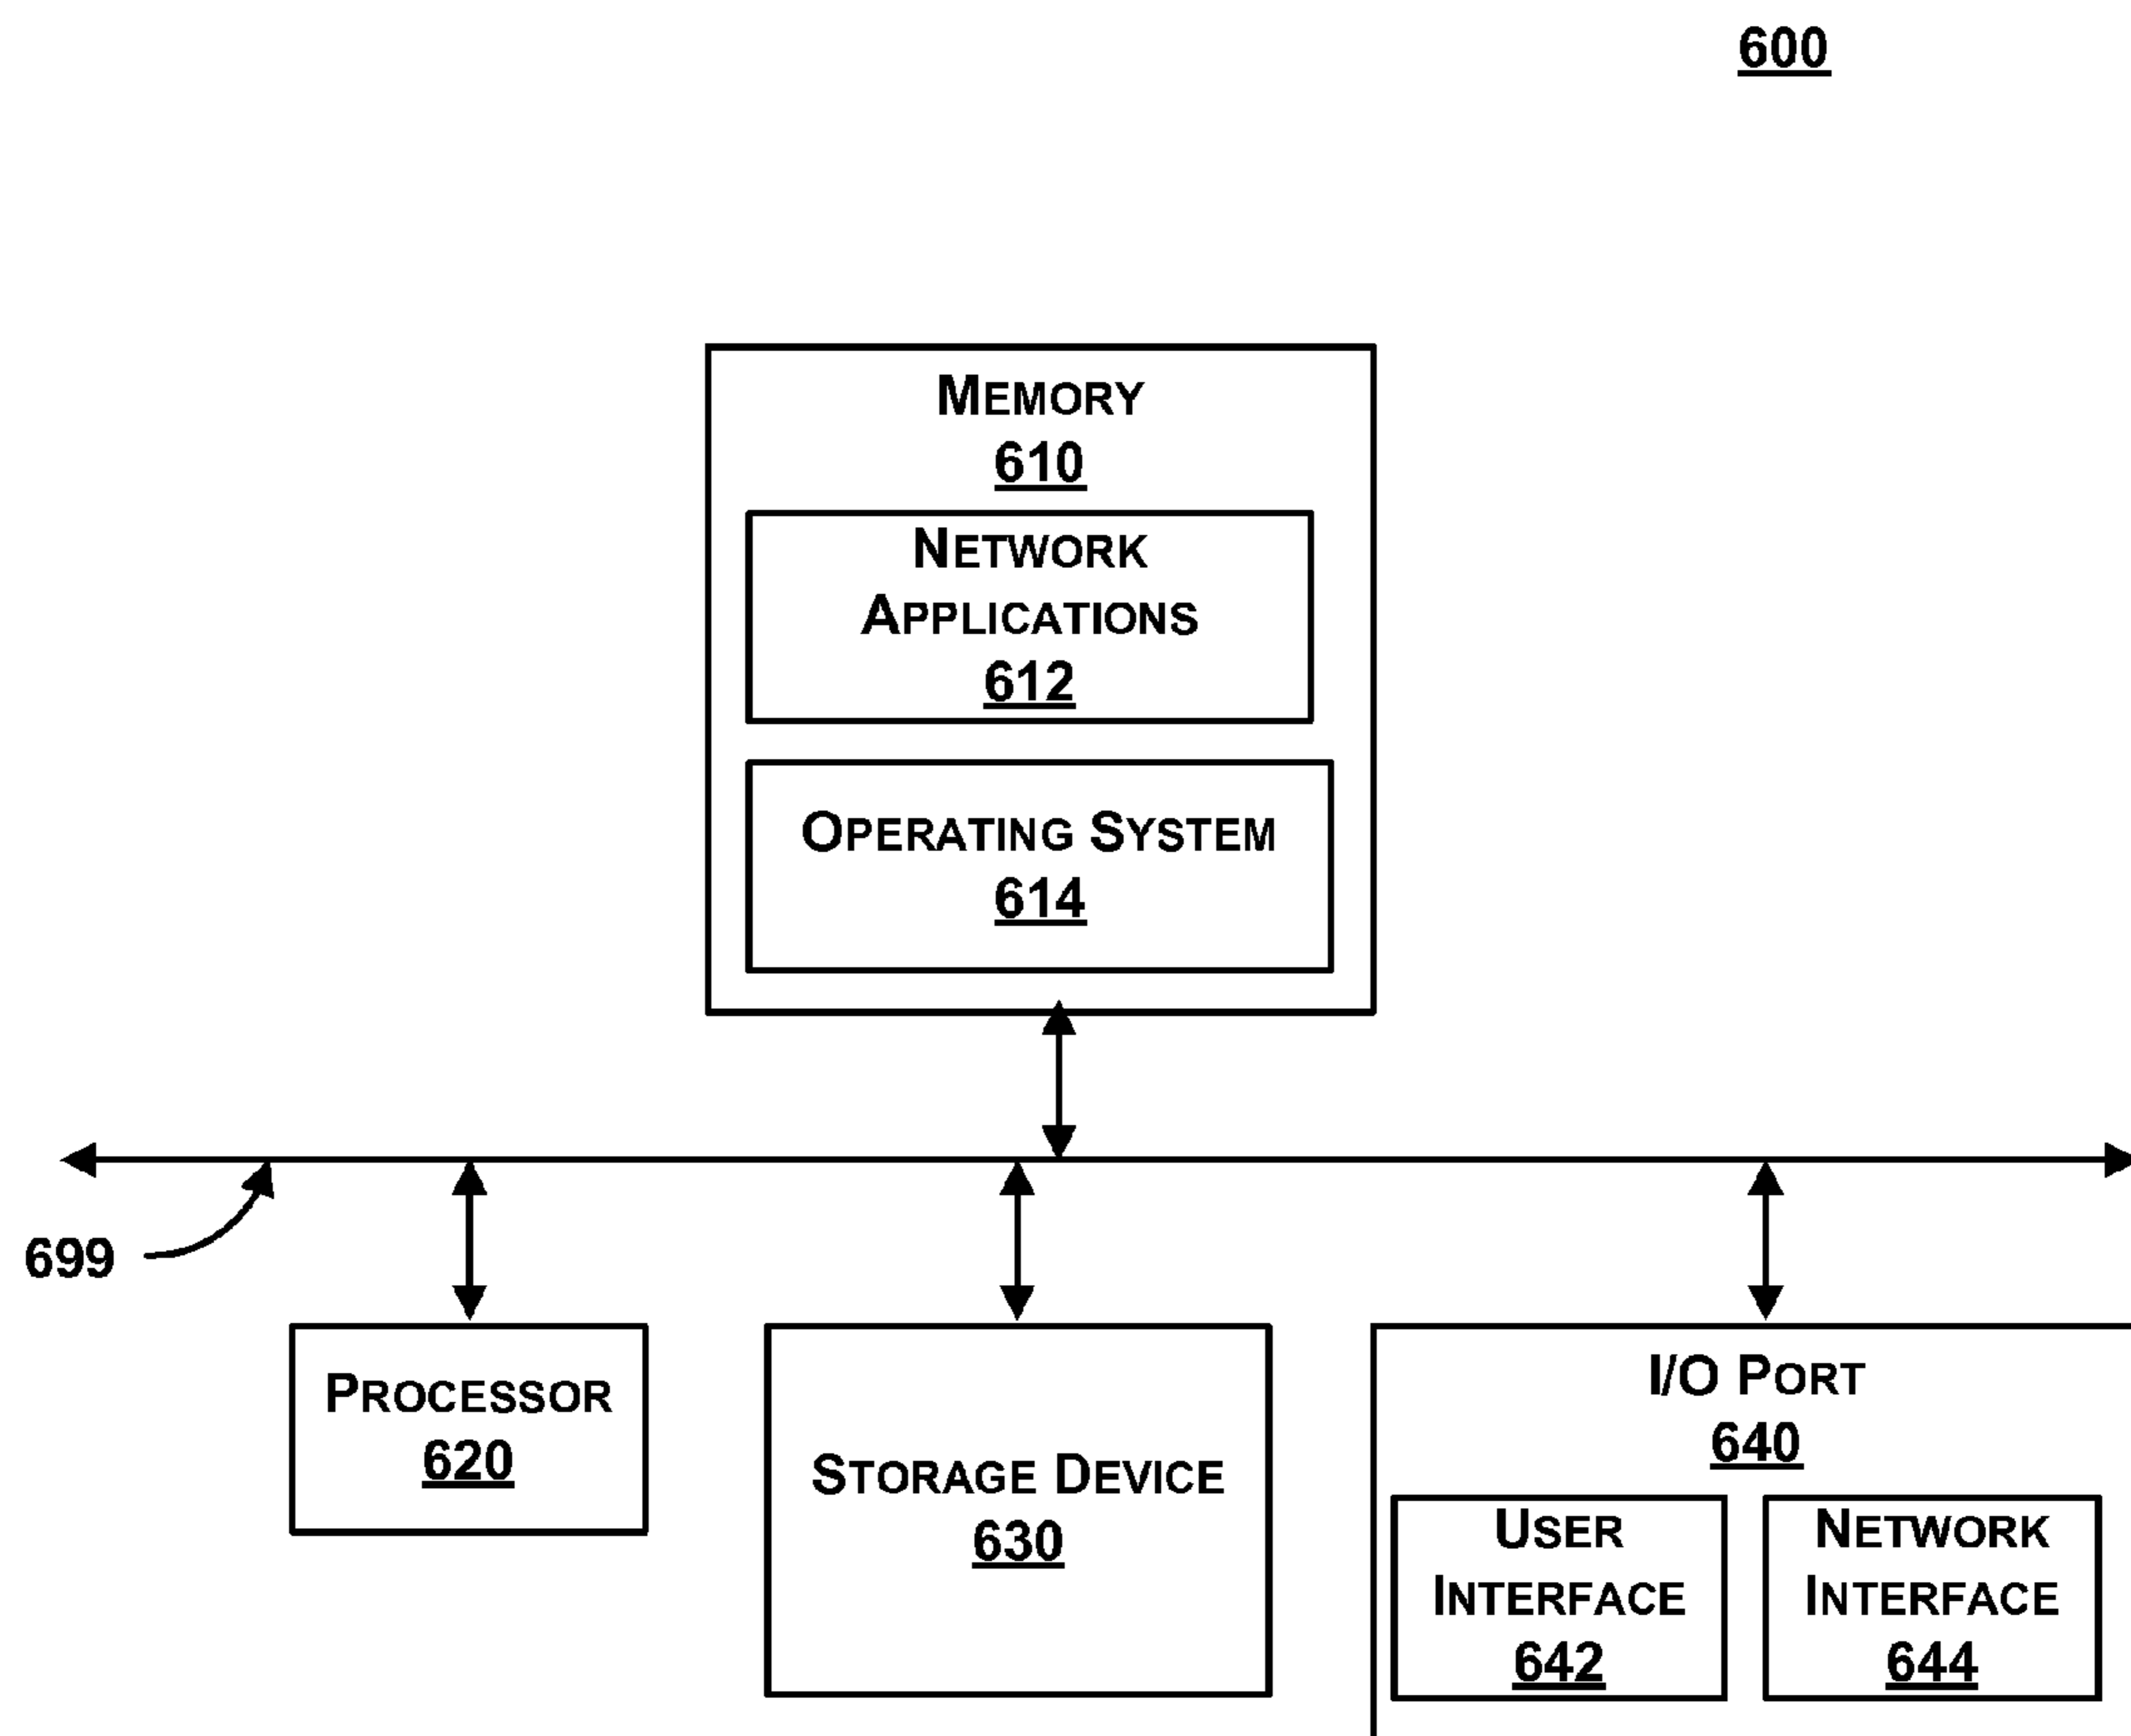 600
MEMORY
610
NETWORK
APPLICATIONS
612
OPERATING SYSTEM
614
699
PROCESSOR
620
STORAGE DEVICE
630
I/O PORT
640
USER
INTERFACE
642
NETWORK
INTERFACE
644